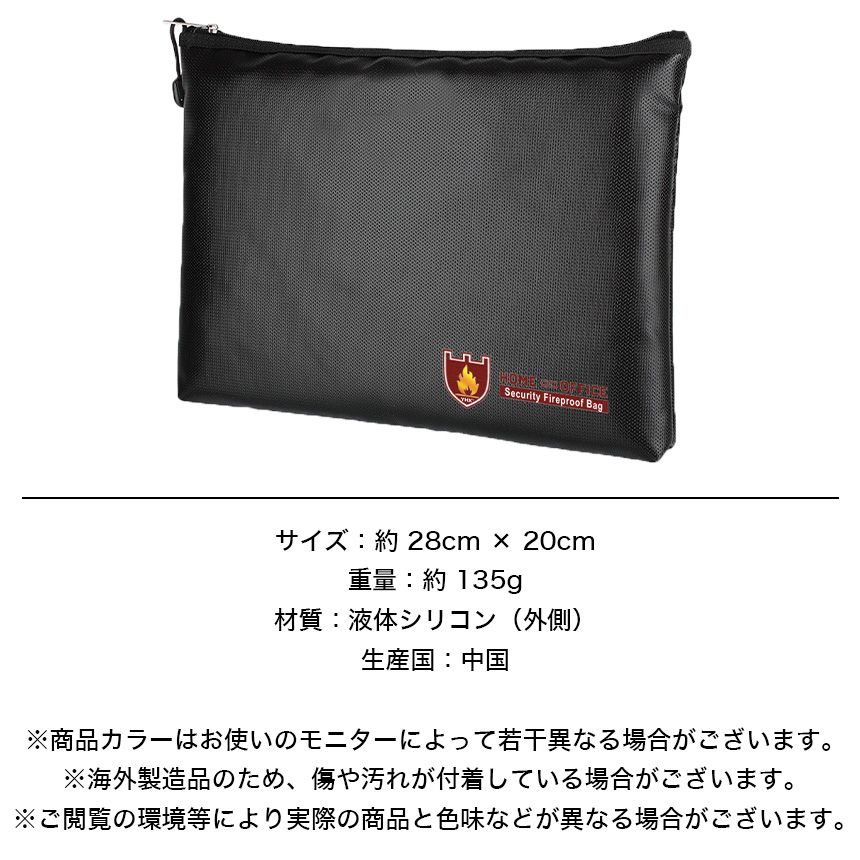 HOME OFFICE
Security Fireproof Bag
サイズ：約 28cm × 20cm
重量：約 135g
材質：液体シリコン（外側）
生産国：中国
※商品カラーはお使いのモニターによって若干異なる場合がございます。
※海外製造品のため、傷や汚れが付着している場合がございます。
※ご閲覧の環境等により実際の商品と色味などが異なる場合がございます。